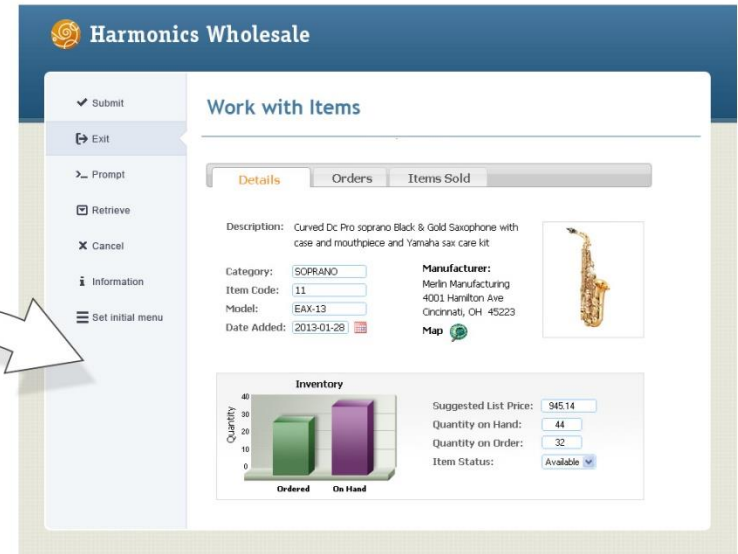 Harmonics Wholesale
Submit
Exit
Prompt
Retrieve
Cancel
Information
Set initial menu
Work with Items
Details Orders Items Sold
Description: Curved Dc Pro soprano Black & Gold Saxophone with
case and mouthpiece and Yamaha sax care kit
Category: SOPRANO
Item Code: 11
Model: EAX-13
Date Added: 2013-01-28
Manufacturer:
Merlin Manufacturing
4001 Hamilton Ave
Cincinnati, OH 45223
Map
Inventory
Quantity
40
30
20
10
0
Ordered On Hand
Suggested List Price: 945.14
Quantity on Hand: 44
Quantity on Order: 32
Item Status: Available